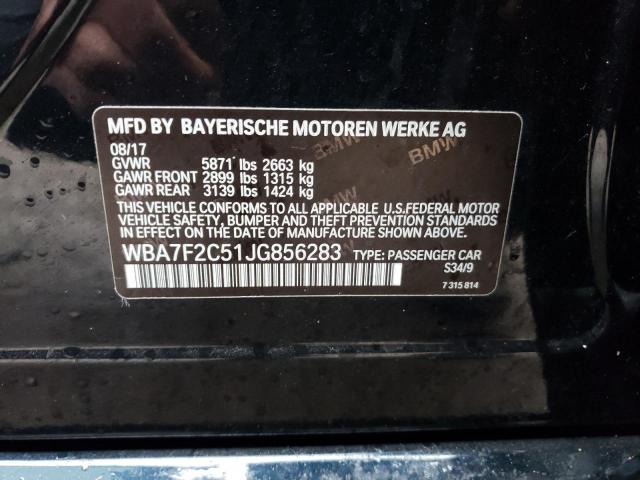 MFD BY BAYERISCHE MOTOREN WERKE AG
08/17
GVWR 5871 lbs 2663 kg
GAWR FRONT 2899 lbs 1315 kg
GAWR REAR 3139 lbs 1424 kg
THIS VEHICLE CONFORMS TO ALL APPLICABLE U.S.FEDERAL MOTOR
VEHICLE SAFETY, BUMPER AND THEFT PREVENTION STANDARDS
IN EFFECT ON THE DATE OF MANUFACTURE SHOWN ABOVE.
WBA7F2C51JG856283 TYPE: PASSENGER CAR
S34/9
7 315 814
BMW
BMW
BMW